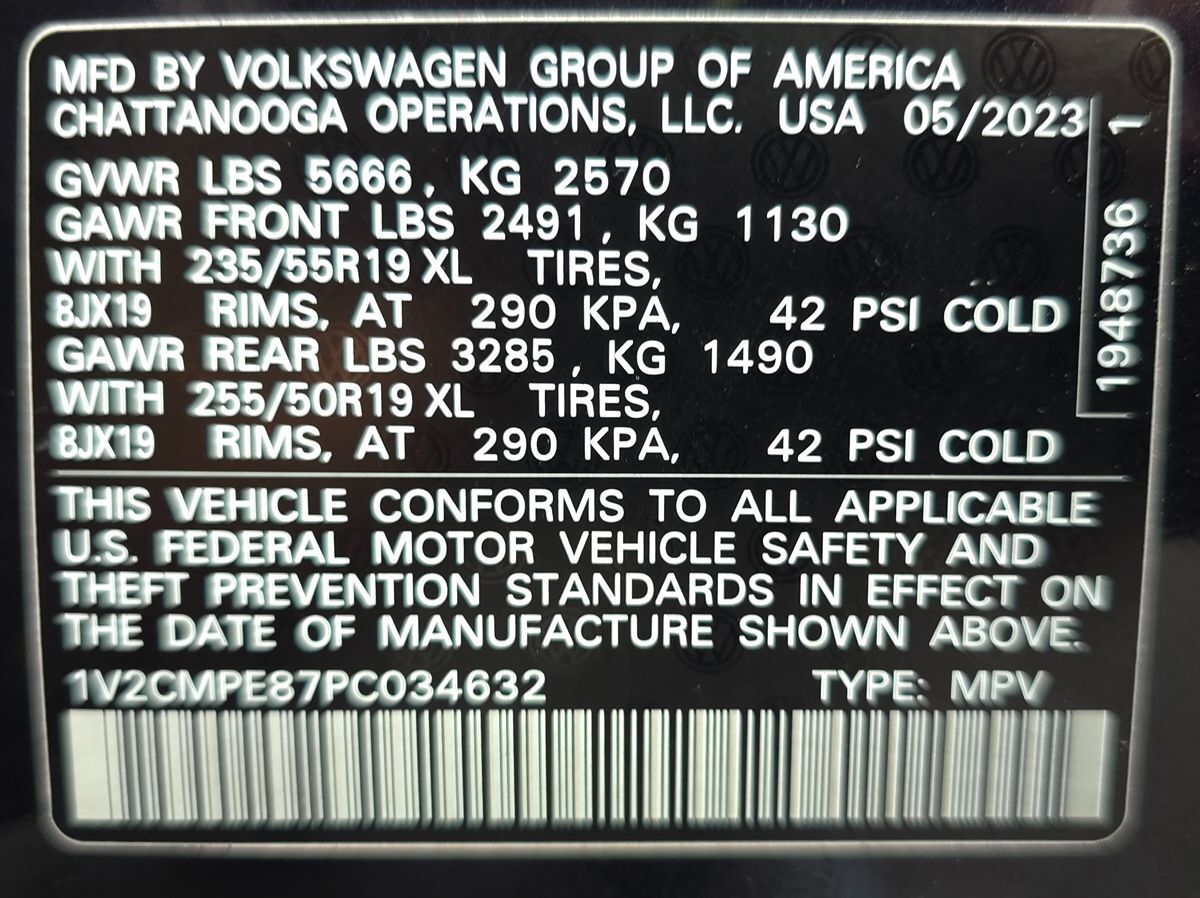 MFD BY VOLKSWAGEN GROUP OF AMERICA
CHATTANOOGA OPERATIONS, LLC. USA 05/2023
GVWR LBS 5666, KG 2570
GAWR FRONT LBS 2491, KG 1130
WITH 235/55R19 XL TIRES,
8JX19 RIMS, AT 290 KPA, 42 PSI COLD
GAWR REAR LBS 3285, KG 1490
WITH 255/50R19 XL TIRES,
8JX19 RIMS, AT 290 KPA, 42 PSI COLD
1948736 1
THIS VEHICLE CONFORMS TO ALL APPLICABLE
U.S. FEDERAL MOTOR VEHICLE SAFETY AND
THEFT PREVENTION STANDARDS IN EFFECT ON
THE DATE OF MANUFACTURE SHOWN ABOVE.
1V2CMPE87PC034632 TYPE: MPV